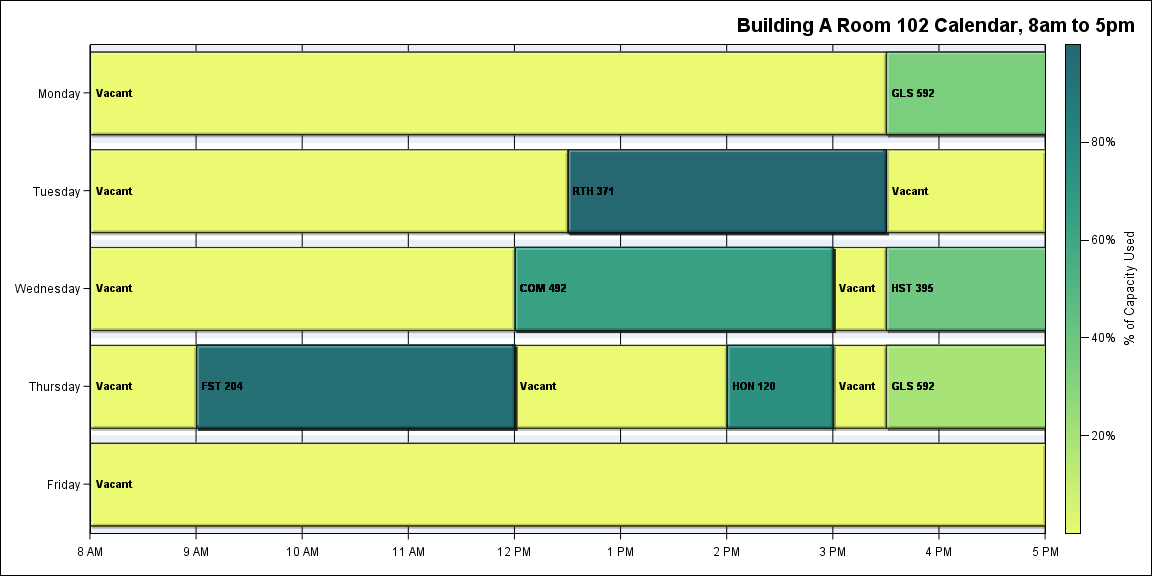 Building A Room 102 Calendar, 8am to 5pm
Monday
Vacant
GLS 592
Tuesday
Vacant
RTH 371
Vacant
Wednesday
Vacant
COM 492
Vacant
HST 395
Thursday
Vacant
FST 204
Vacant
HON 120
Vacant
GLS 592
Friday
Vacant
8 AM
9 AM
10 AM
11 AM
12 PM
1 PM
2 PM
3 PM
4 PM
5 PM
80%
60%
40%
20%
% of Capacity Used